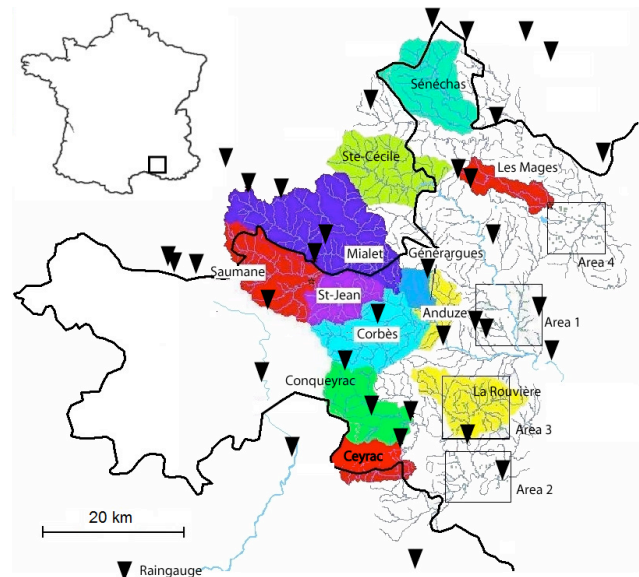 Sénéchas
Ste-Cécile
Les Mages
Mialet
Générargues
Area 4
Saumane
St-Jean
Anduze
Area 1
Corbès
Conqueyrac
La Rouvière
Area 3
Ceyrac
Area 2
20 km
Raingauge